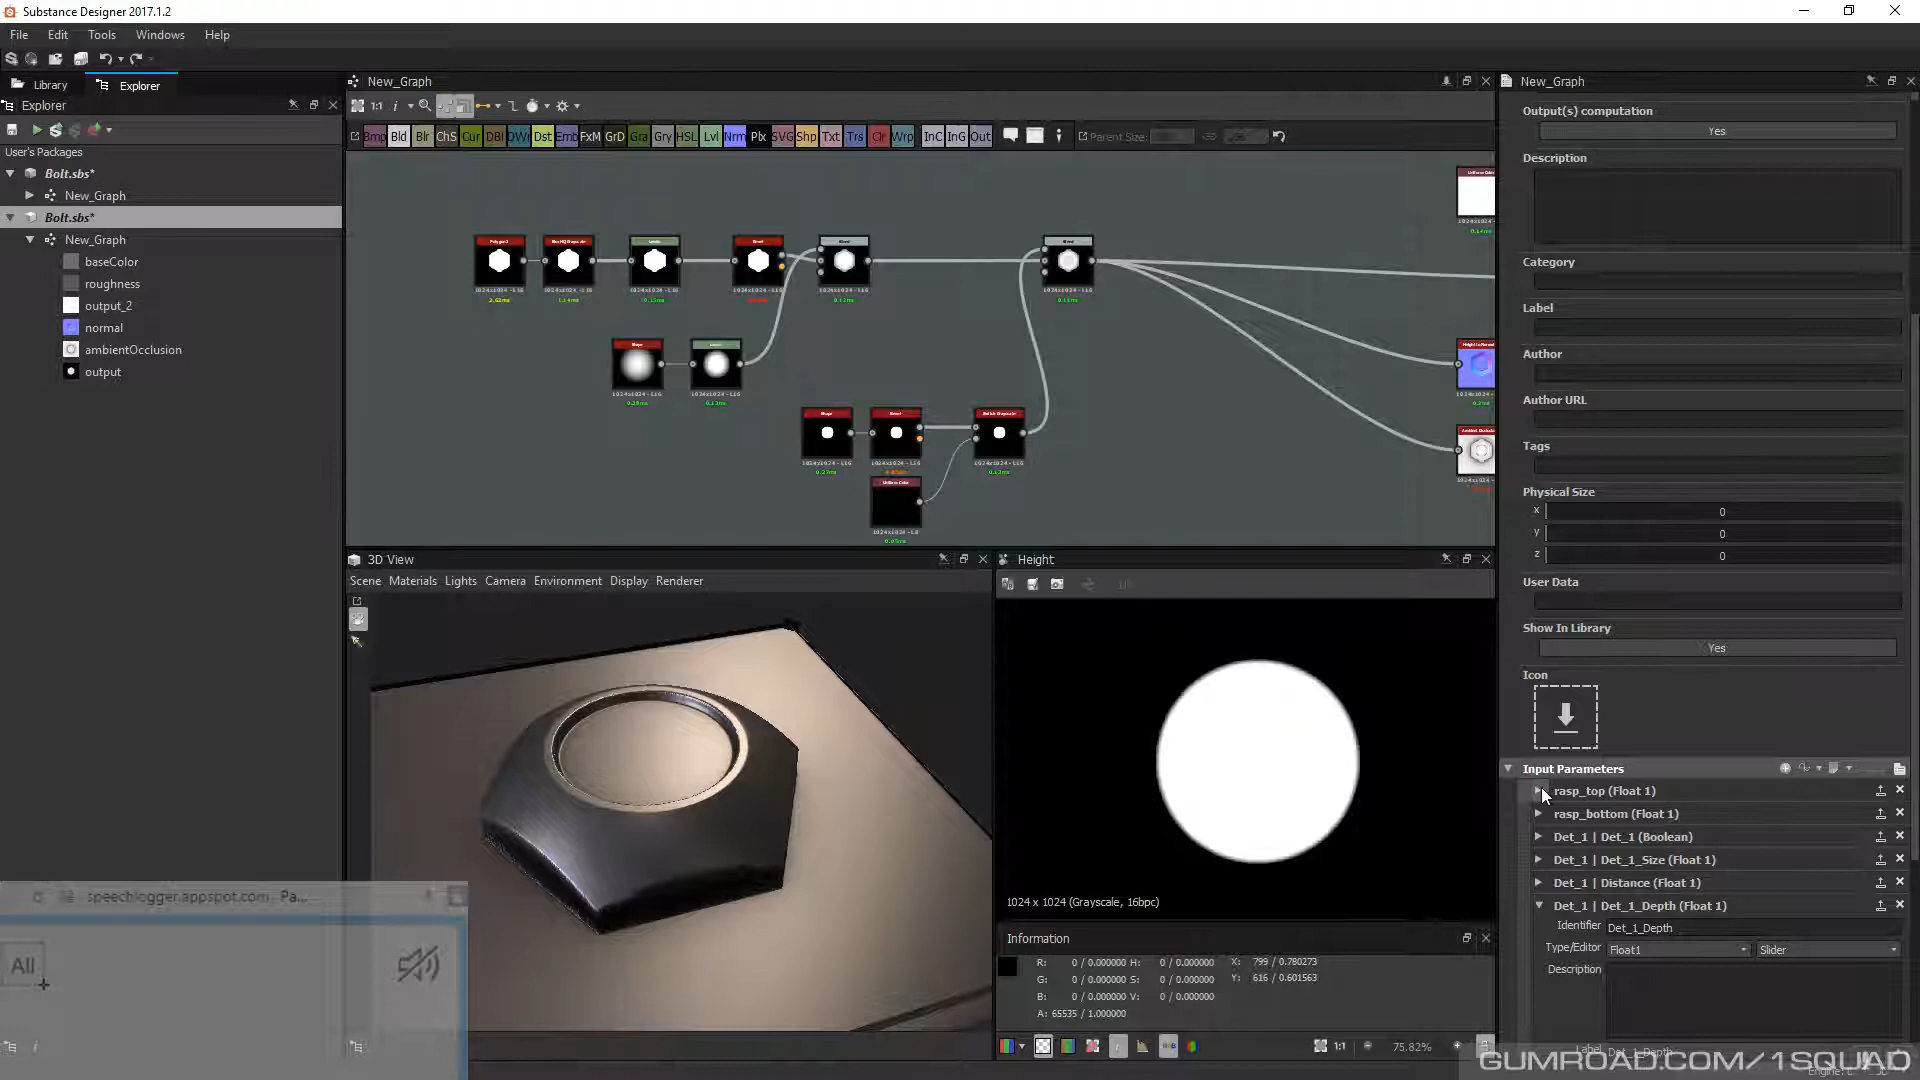 Substance Designer 2017.1.2
File Edit Tools Windows Help
Library Explorer
Explorer
User's Packages
Bolt.sbs*
New_Graph
Bolt.sbs*
New_Graph
baseColor
roughness
output_2
normal
ambientOcclusion
output
New_Graph
1:1
Bmp Bld Blr ChS Cur DBl DWr Dst Emb FxM GrD Gra Gry HSL Lvl Nrm Plx SVG Shp Txt Trs Clr Wrp InC InG Out
Parent Size:
3D View
Scene Materials Lights Camera Environment Display Renderer
Height
1024 x 1024 (Grayscale, 16bpc)
Information
R: 0 / 0.000000 H: 0 / 0.000000 X: 799 / 0.780273
G: 0 / 0.000000 S: 0 / 0.000000 Y: 616 / 0.601563
B: 0 / 0.000000 V: 0 / 0.000000
A: 65535 / 1.000000
1:1 75.82%
New_Graph
Output(s) computation
Yes
Description
Category
Label
Author
Author URL
Tags
Physical Size
x 0
y 0
z 0
User Data
Show In Library
Yes
Icon
Input Parameters
rasp_top (Float 1)
rasp_bottom (Float 1)
Det_1 | Det_1 (Boolean)
Det_1 | Det_1_Size (Float 1)
Det_1 | Distance (Float 1)
Det_1 | Det_1_Depth (Float 1)
Identifier Det_1_Depth
Type/Editor Float1 Slider
Description
Label Det_1_Depth
speechlogger.appspot.com
All
GUMROAD.COM/1SQUAD